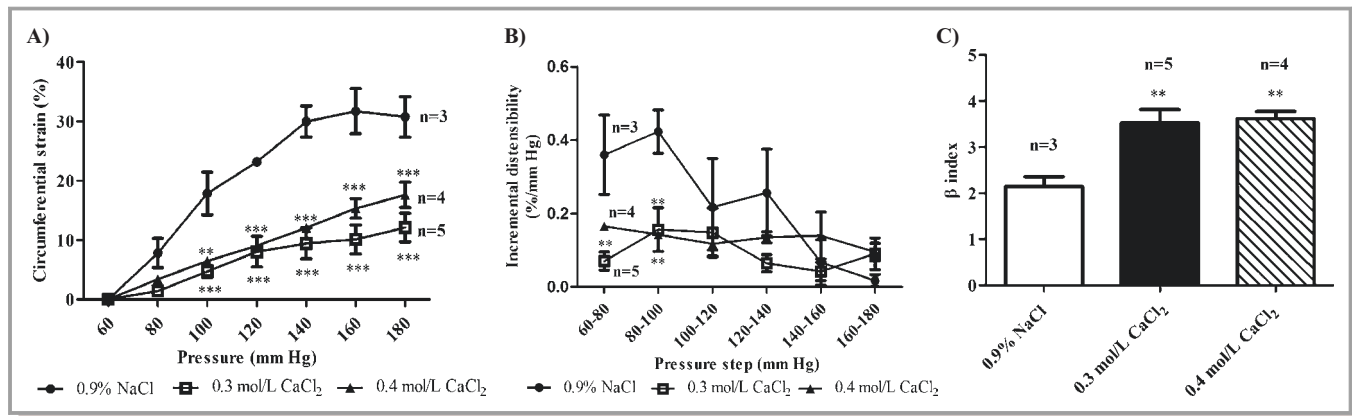 A)
Circumferential strain (%)
40
30
20
10
0
n=3
***
***
***
***
**
n=4
n=5
***
***
***
***
***
60
80
100
120
140
160
180
Pressure (mm Hg)
0.9% NaCl
0.3 mol/L CaCl₂
0.4 mol/L CaCl₂
B)
Incremental distensibility
(%/mm Hg)
0.6
0.4
0.2
0.0
n=3
n=4
**
**
n=5
**
60-80
80-100
100-120
120-140
140-160
160-180
Pressure step (mm Hg)
0.9% NaCl
0.3 mol/L CaCl₂
0.4 mol/L CaCl₂
C)
β index
5
4
3
2
1
0
n=3
n=5
**
n=4
**
0.9% NaCl
0.3 mol/L CaCl₂
0.4 mol/L CaCl₂